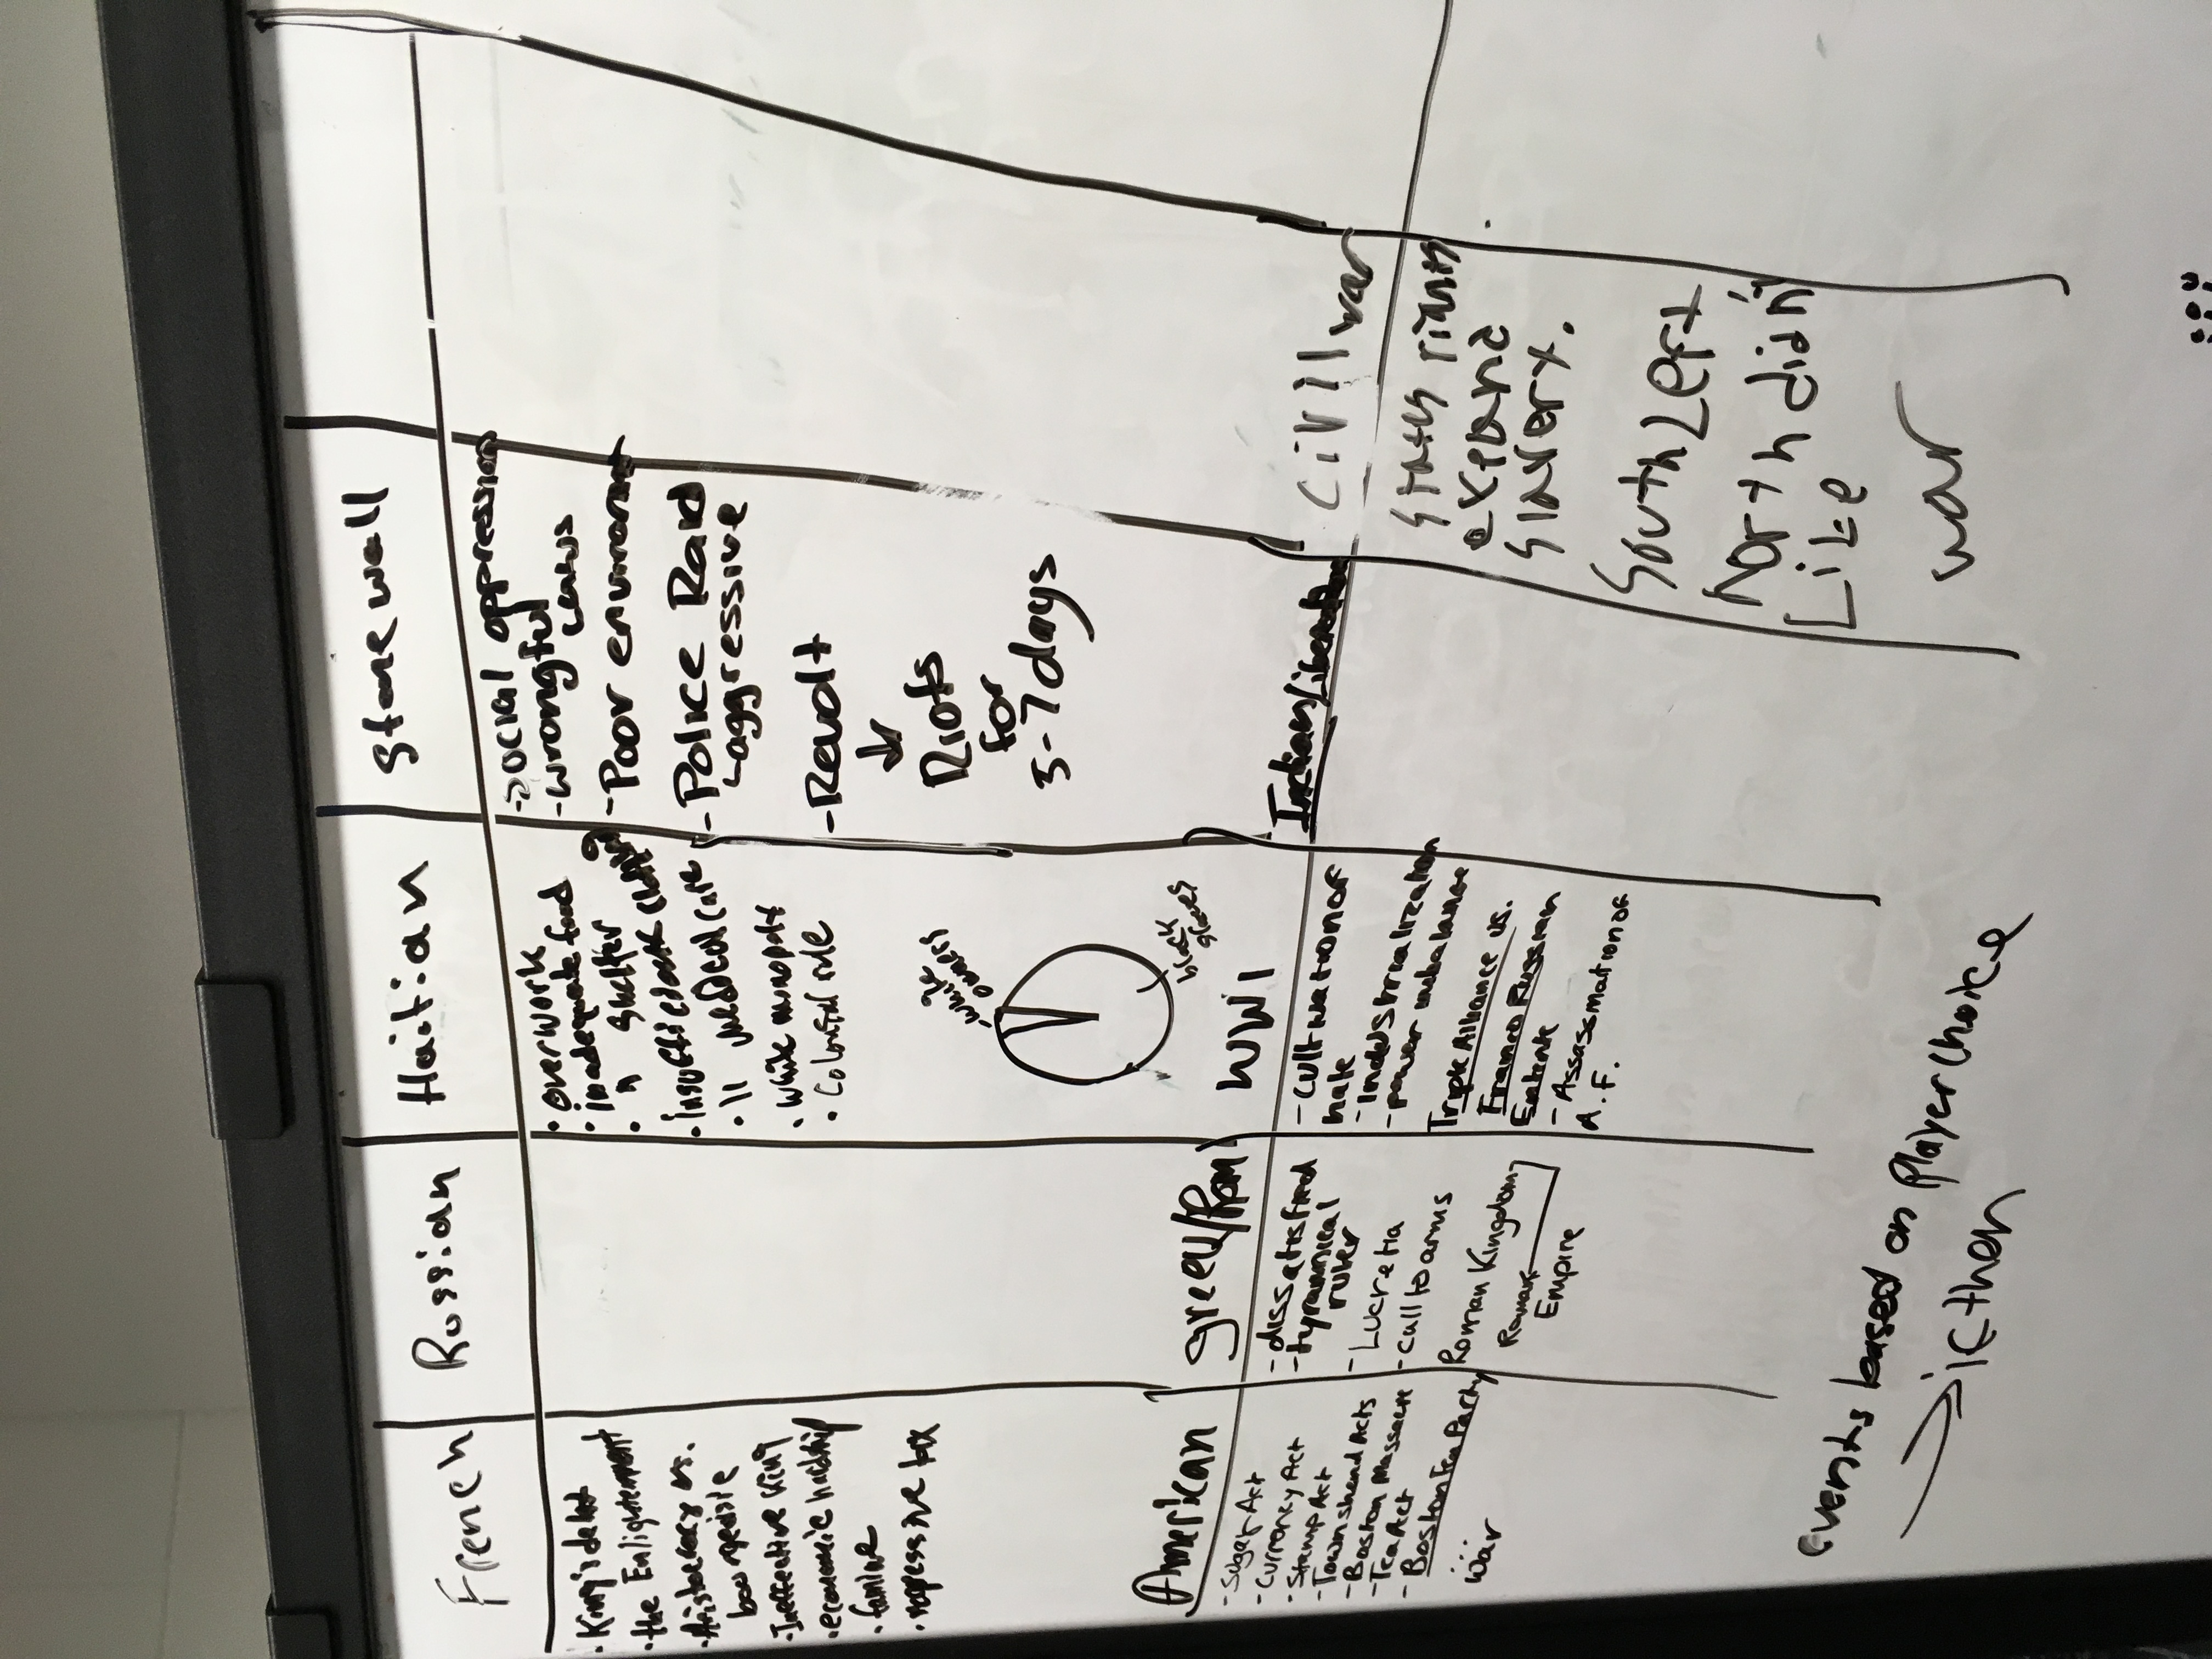 French
Russian
Haitian
Stonewall
· King's debt
· the Enlightenment
· Aristocracy vs.
bourgeoisie
· Ineffective King
· economic hardship
· famine
tax
· overwork
· inadequate food
· " Shelter
· insufficient clothing
· " Medical care
· white monopoly
· Colonial rule
- white
owners
black
slaves
- Social oppression
- wrongful
Laws
- Poor enviroment
- Police Raid
aggressive
- Revolt
↓
Riots
for
5-7 days
American
- Sugar Act
- Currency Act
- Stamp Act
- Townshend Acts
- Boston Massacre
- Tea Act
- Boston Tea Party
war
greek/Rom
- dissatisfied
- tyrannical
ruler
- Lucretia
- call to arms
Roman Kingdom
Roman
Empire
WW1
- Cultivation of
hate
- Industrialization
- power imbalance
Triple Alliance vs.
Franco Russian
Entente
- Assassination of
A.F.
Indian/Liberation
Civil war
States rights
expand
Slavery.
South Left
North didn't
Like
war
events based on Player choice
if then